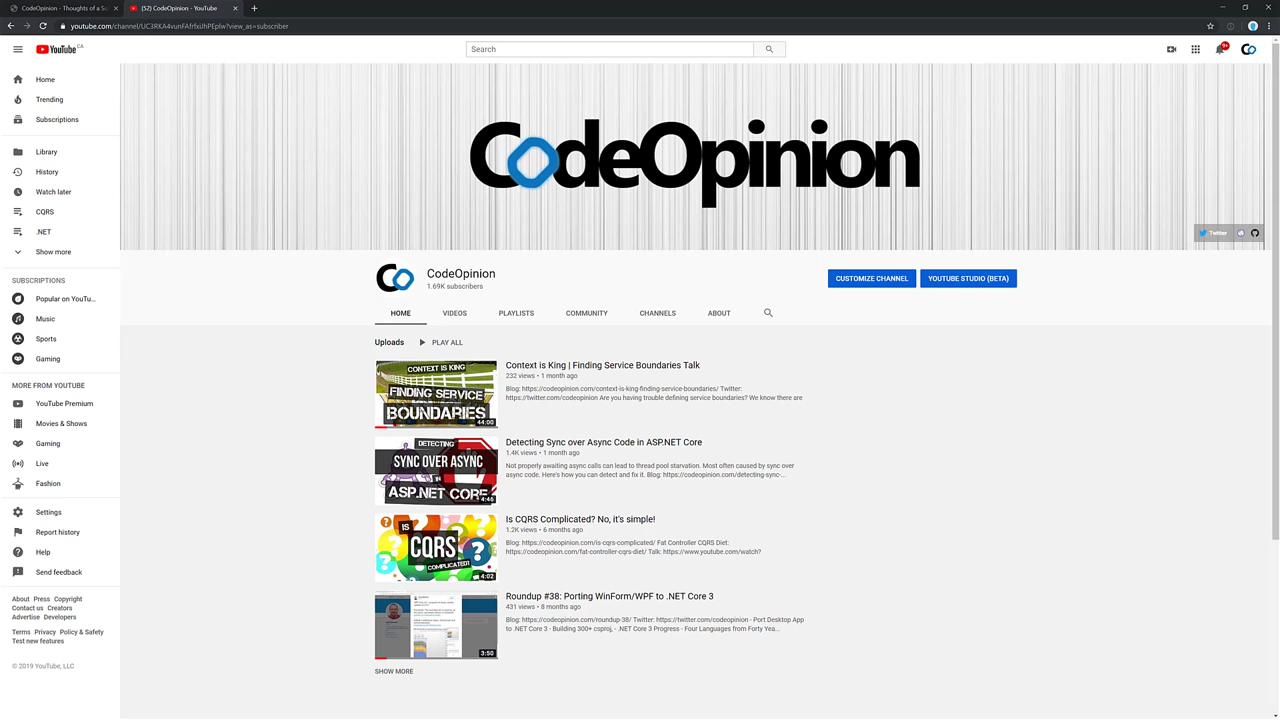 CodeOpinion - Thoughts of a So
(52) CodeOpinion - YouTube
youtube.com/channel/UC3RKA4vunFAfrfxiJhPEplw?view_as=subscriber
YouTube CA
Search
9+
Home
Trending
Subscriptions
Library
History
Watch later
CQRS
.NET
Show more
SUBSCRIPTIONS
Popular on YouTu...
Music
Sports
Gaming
MORE FROM YOUTUBE
YouTube Premium
Movies & Shows
Gaming
Live
Fashion
Settings
Report history
Help
Send feedback
About Press Copyright
Contact us Creators
Advertise Developers
Terms Privacy Policy & Safety
Test new features
© 2019 YouTube, LLC
CodeOpinion
Twitter
CodeOpinion
1.69K subscribers
CUSTOMIZE CHANNEL
YOUTUBE STUDIO (BETA)
HOME VIDEOS PLAYLISTS COMMUNITY CHANNELS ABOUT
Uploads PLAY ALL
CONTEXT IS KING
FINDING SERVICE
BOUNDARIES
44:00
Context is King | Finding Service Boundaries Talk
232 views • 1 month ago
Blog: https://codeopinion.com/context-is-king-finding-service-boundaries/ Twitter:
https://twitter.com/codeopinion Are you having trouble defining service boundaries? We know there are
DETECTING
SYNC OVER ASYNC
IN
ASP.NET CORE
4:46
Detecting Sync over Async Code in ASP.NET Core
1.4K views • 1 month ago
Not properly awaiting async calls can lead to thread pool starvation. Most often caused by sync over
async code. Here's how you can detect and fix it. Blog: https://codeopinion.com/detecting-sync-...
IS
CQRS
COMPLICATED?
4:02
Is CQRS Complicated? No, it's simple!
1.2K views • 6 months ago
Blog: https://codeopinion.com/is-cqrs-complicated/ Fat Controller CQRS Diet:
https://codeopinion.com/fat-controller-cqrs-diet/ Talk: https://www.youtube.com/watch?
3:50
Roundup #38: Porting WinForm/WPF to .NET Core 3
431 views • 8 months ago
Blog: https://codeopinion.com/roundup-38/ Twitter: https://twitter.com/codeopinion - Port Desktop App
to .NET Core 3 - Building 300+ csproj, - .NET Core 3 Progress - Four Languages from Forty Yea...
SHOW MORE